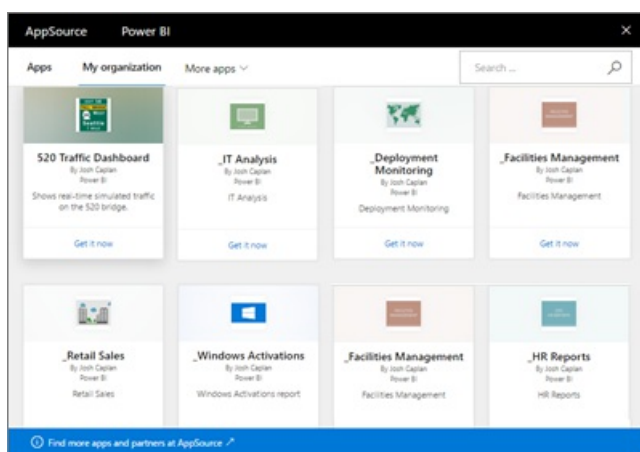 AppSource Power BI
Apps My organization More apps
Search ...
Seattle
520 Traffic Dashboard
By Josh Caplan
Power BI
Shows real-time simulated traffic
on the 520 bridge.
Get it now
_IT Analysis
By Josh Caplan
Power BI
IT Analysis
Get it now
_Deployment
Monitoring
By Josh Caplan
Power BI
Deployment Monitoring
Get it now
_Facilities Management
By Josh Caplan
Power BI
Facilities Management
Get it now
_Retail Sales
By Josh Caplan
Power BI
Retail Sales
_Windows Activations
By Josh Caplan
Power BI
Windows Activations report
_Facilities Management
By Josh Caplan
Power BI
Facilities Management
_HR Reports
By Josh Caplan
Power BI
HR Reports
Find more apps and partners at AppSource